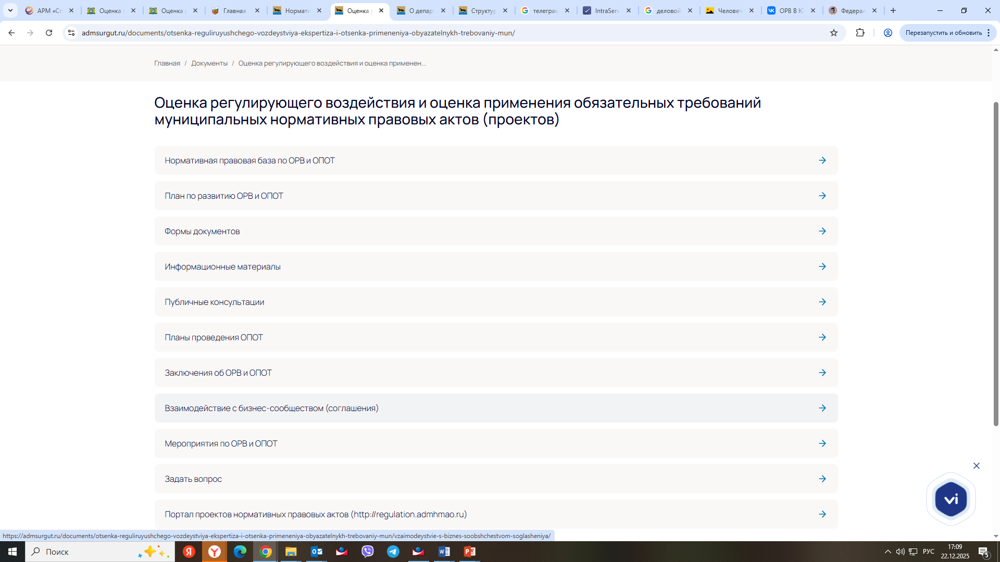 АРМ «Сп
Оценка
Оценка
Главная
Нормати
Оценка
О депар
Структур
телеграм
IntraServ
деловой
Человеч
ОРВ В Ю
Федерал
admsurgut.ru/documents/otsenka-reguliruyushchego-vozdeystviya-ekspertiza-i-otsenka-primeneniya-obyazatelnykh-trebovaniy-mun/
Перезапустить и обновить
Главная / Документы / Оценка регулирующего воздействия и оценка применен...
Оценка регулирующего воздействия и оценка применения обязательных требований
муниципальных нормативных правовых актов (проектов)
Нормативная правовая база по ОРВ и ОПОТ
План по развитию ОРВ и ОПОТ
Формы документов
Информационные материалы
Публичные консультации
Планы проведения ОПОТ
Заключения об ОРВ и ОПОТ
Взаимодействие с бизнес-сообществом (соглашения)
Мероприятия по ОРВ и ОПОТ
Задать вопрос
vi
Портал проектов нормативных правовых актов (http://regulation.admhmao.ru)
https://admsurgut.ru/documents/otsenka-reguliruyushchego-vozdeystviya-ekspertiza-i-otsenka-primeneniya-obyazatelnykh-trebovaniy-mun/vzaimodeystvie-s-biznes-soobshchestvom-soglasheniya/
Поиск
РУС
17:09
22.12.2025
5